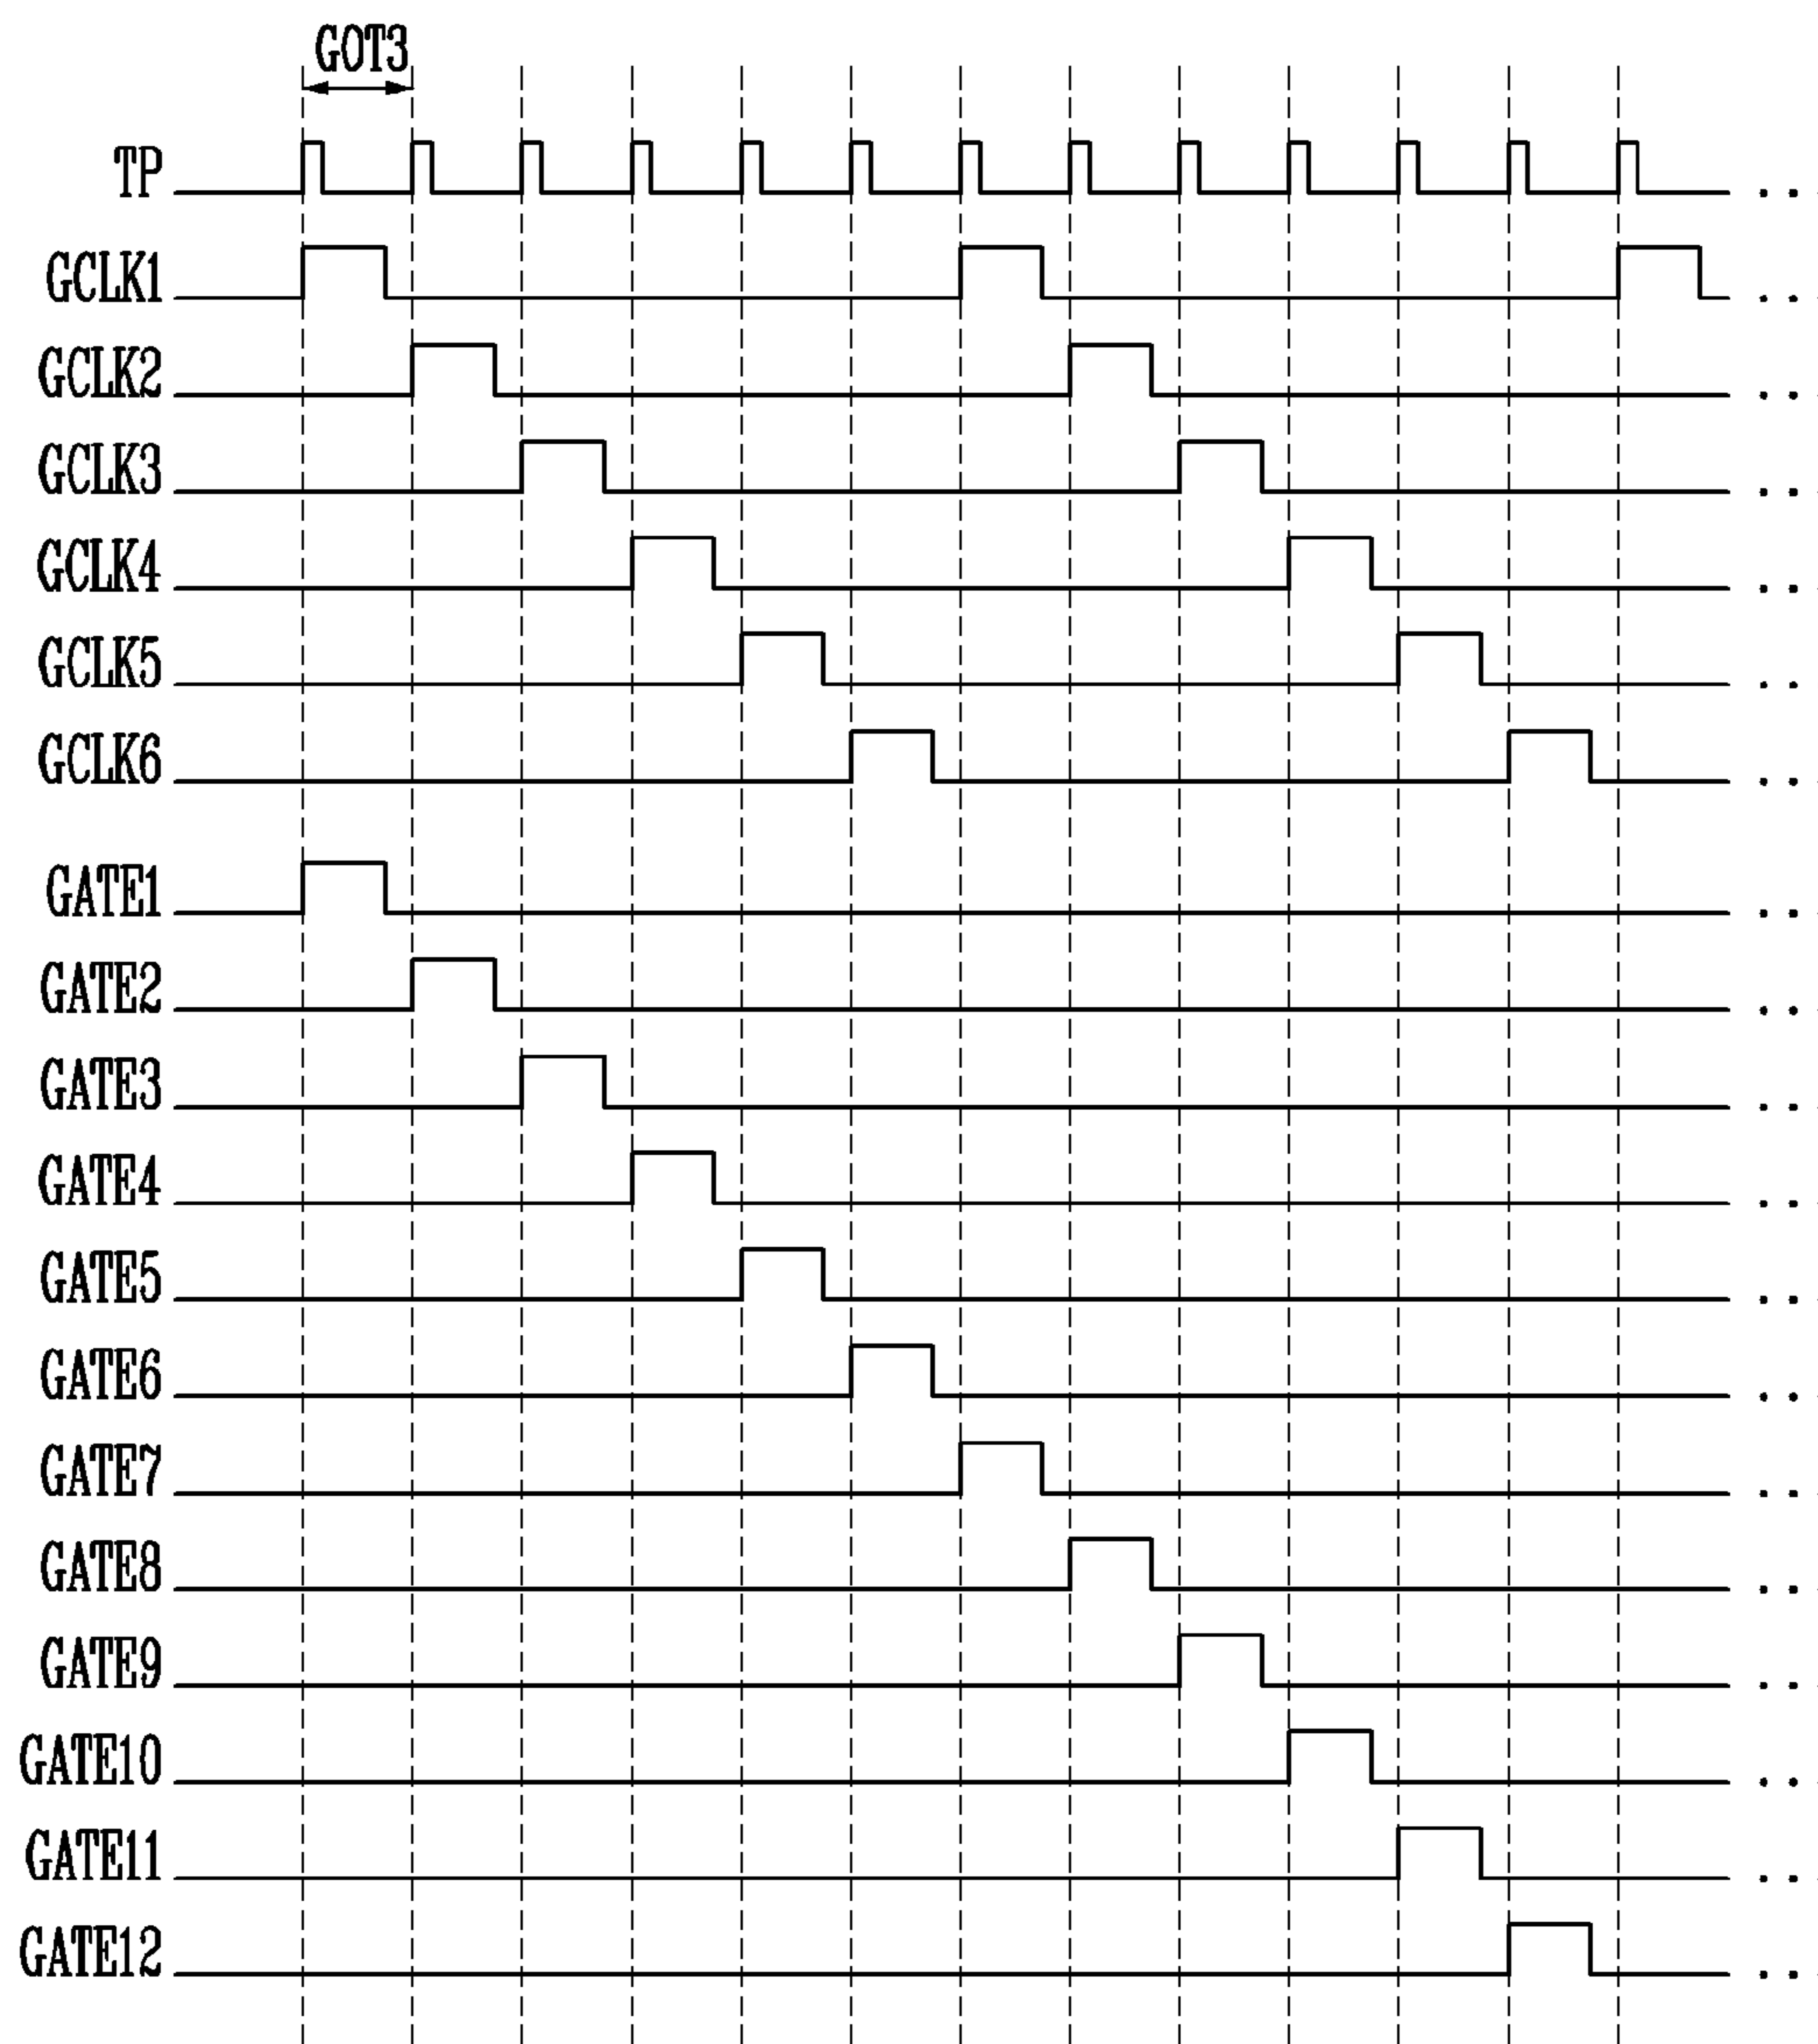 GOT3
TP
GCLK1
GCLK2
GCLK3
GCLK4
GCLK5
GCLK6
GATE1
GATE2
GATE3
GATE4
GATE5
GATE6
GATE7
GATE8
GATE9
GATE10
GATE11
GATE12